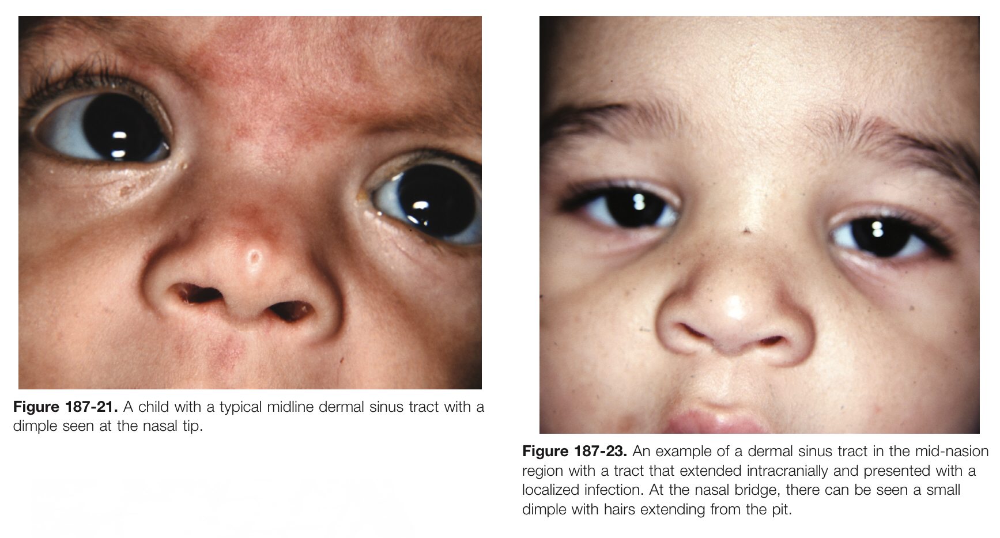 Figure 187-21. A child with a typical midline dermal sinus tract with a
dimple seen at the nasal tip.
Figure 187-23. An example of a dermal sinus tract in the mid-nasion
region with a tract that extended intracranially and presented with a
localized infection. At the nasal bridge, there can be seen a small
dimple with hairs extending from the pit.